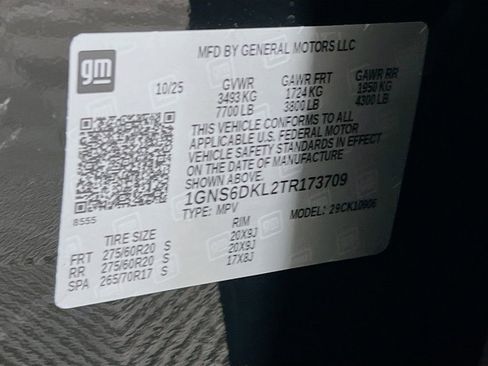 gm
MFD BY GENERAL MOTORS LLC
10/25 GVWR GAWR FRT GAWR RR
3493 KG 1724 KG 1950 KG
7700 LB 3800 LB 4300 LB
THIS VEHICLE CONFORMS TO ALL
APPLICABLE U.S. FEDERAL MOTOR
VEHICLE SAFETY STANDARDS IN EFFECT
ON THE DATE OF MANUFACTURE
SHOWN ABOVE.
1GNS6DKL2TR173709
TYPE: MPV MODEL: 29CK10906
8555
TIRE SIZE RIM
FRT 275/60R20 S 20X9J
RR 275/60R20 S 20X9J
SPA 265/70R17 S 17X8J